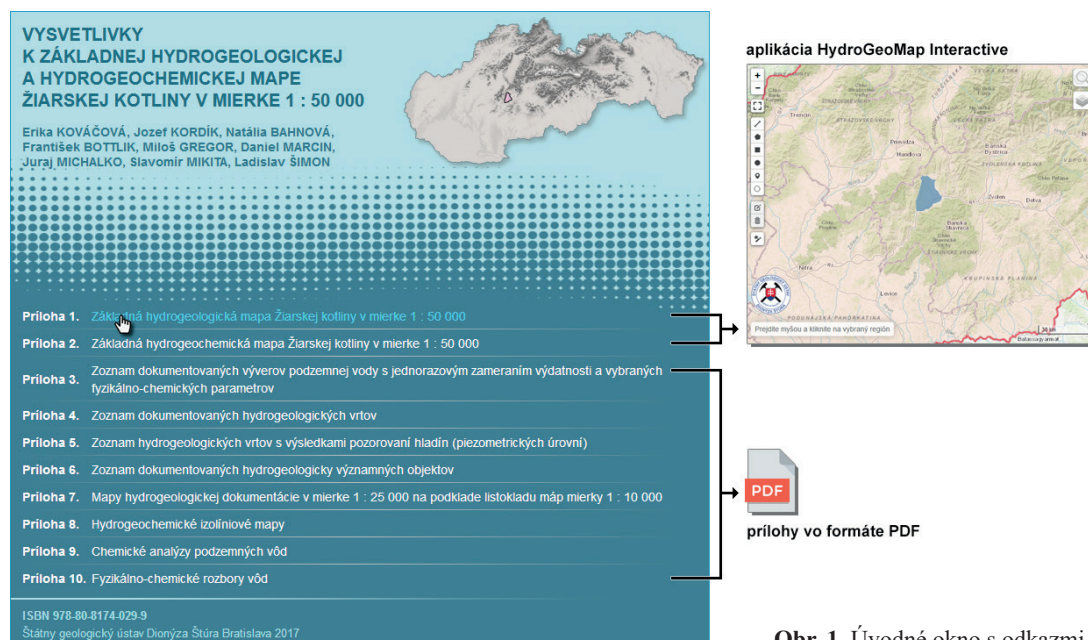 VYSVETLIVKY
K ZÁKLADNEJ HYDROGEOLOGICKEJ
A HYDROGEOCHEMICKEJ MAPE
ŽIARSKEJ KOTLINY V MIERKE 1 : 50 000
Erika KOVÁČOVÁ, Jozef KORDÍK, Natália BAHNOVÁ,
František BOTTLIK, Miloš GREGOR, Daniel MARCIN,
Juraj MICHALKO, Slavomír MIKITA, Ladislav ŠIMON
Príloha 1. Základná hydrogeologická mapa Žiarskej kotliny v mierke 1 : 50 000
Príloha 2. Základná hydrogeochemická mapa Žiarskej kotliny v mierke 1 : 50 000
Príloha 3. Zoznam dokumentovaných výverov podzemnej vody s jednorazovým zameraním výdatnosti a vybraných
fyzikálno-chemických parametrov
Príloha 4. Zoznam dokumentovaných hydrogeologických vrtov
Príloha 5. Zoznam hydrogeologických vrtov s výsledkami pozorovaní hladín (piezometrických úrovní)
Príloha 6. Zoznam dokumentovaných hydrogeologicky významných objektov
Príloha 7. Mapy hydrogeologickej dokumentácie v mierke 1 : 25 000 na podklade listokladu máp mierky 1 : 10 000
Príloha 8. Hydrogeochemické izolíniové mapy
Príloha 9. Chemické analýzy podzemných vôd
Príloha 10. Fyzikálno-chemické rozbory vôd
ISBN 978-80-8174-029-9
Štátny geologický ústav Dionýza Štúra Bratislava 2017
aplikácia HydroGeoMap Interactive
Trenčín
Prievidza
Handlová
Banská
Bystrica
Zvolen
Detva
Banská
Štiavnica
Nitra
Levice
KRUPINSKÁ PLANINA
PODUNAJSKÁ PAHORKATINA
Prejdite myšou a kliknite na vybraný región
20 km
Balassagyarmat
PDF
prílohy vo formáte PDF
Obr. 1. Úvodné okno s odkazmi